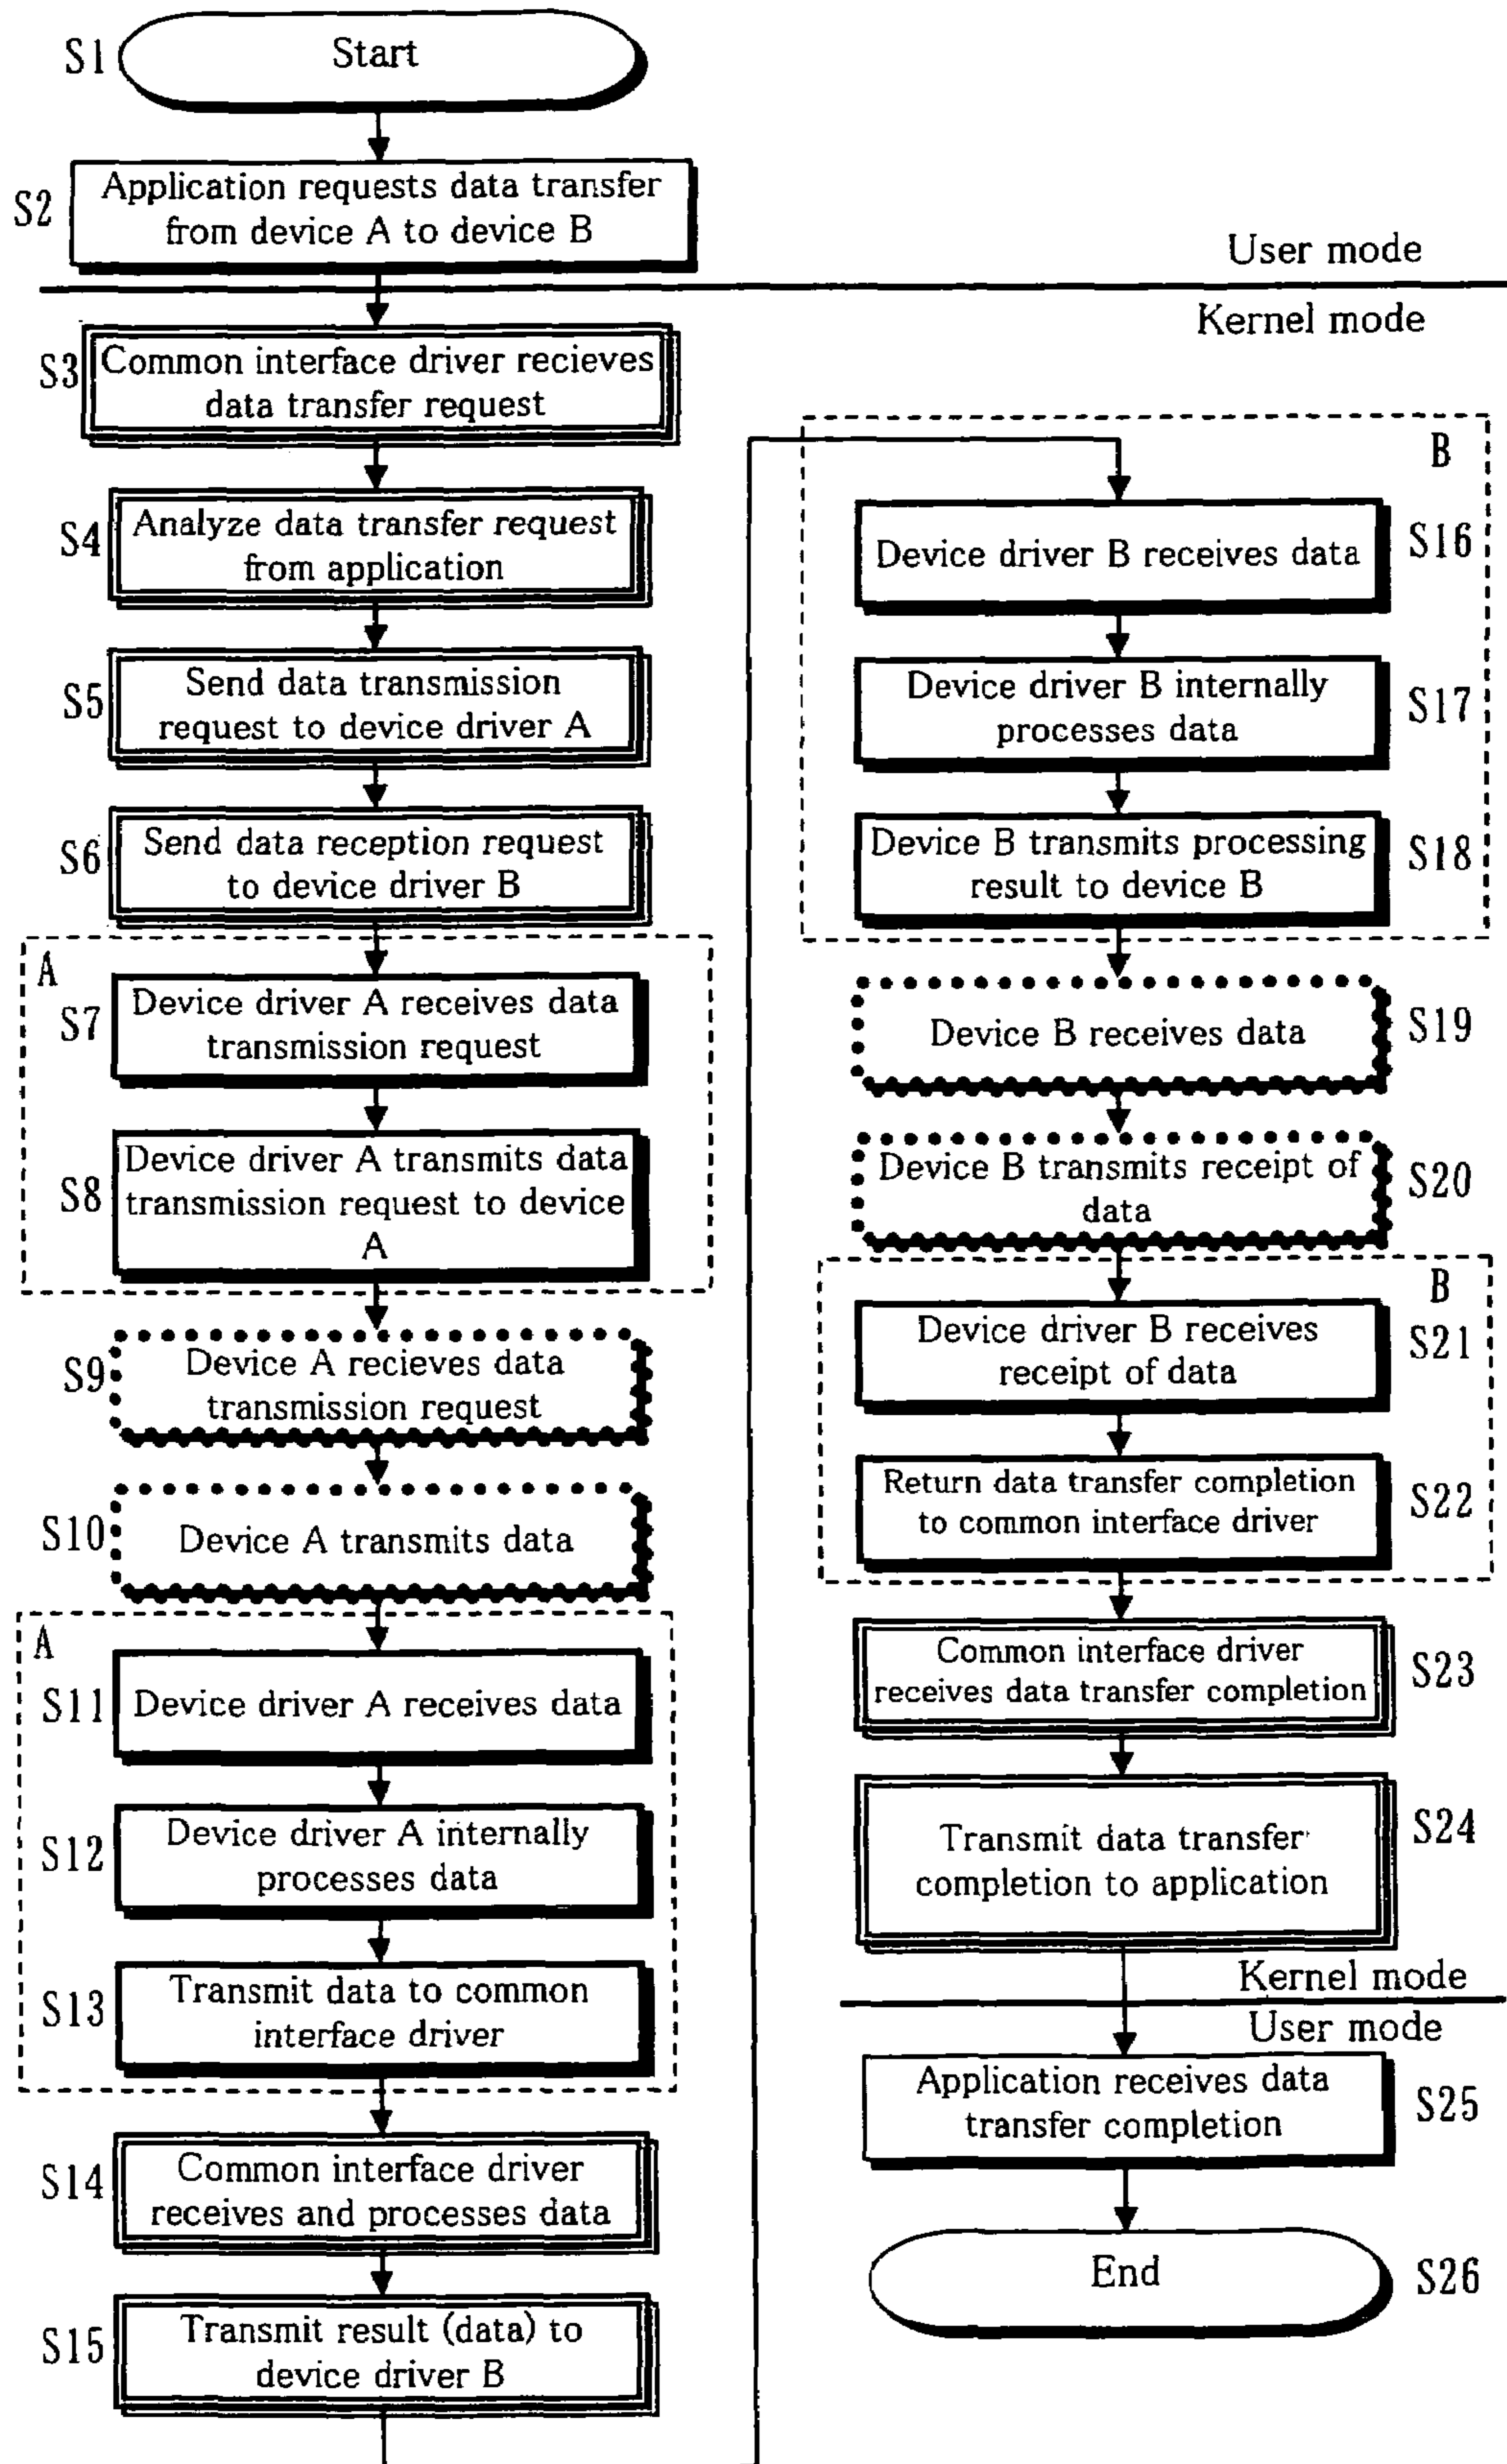 S1
Start
S2
Application requests data transfer
from device A to device B
User mode
Kernel mode
S3
Common interface driver recieves
data transfer request
S4
Analyze data transfer request
from application
S5
Send data transmission
request to device driver A
S6
Send data reception request
to device driver B
A
S7
Device driver A receives data
transmission request
S8
Device driver A transmits data
transmission request to device
A
S9
Device A recieves data
transmission request
S10
Device A transmits data
A
S11
Device driver A receives data
S12
Device driver A internally
processes data
S13
Transmit data to common
interface driver
S14
Common interface driver
receives and processes data
S15
Transmit result (data) to
device driver B
B
Device driver B receives data
S16
Device driver B internally
processes data
S17
Device B transmits processing
result to device B
S18
Device B receives data
S19
Device B transmits receipt of
data
S20
B
Device driver B receives
receipt of data
S21
Return data transfer completion
to common interface driver
S22
Common interface driver
receives data transfer completion
S23
Transmit data transfer
completion to application
S24
Kernel mode
User mode
Application receives data
transfer completion
S25
End
S26